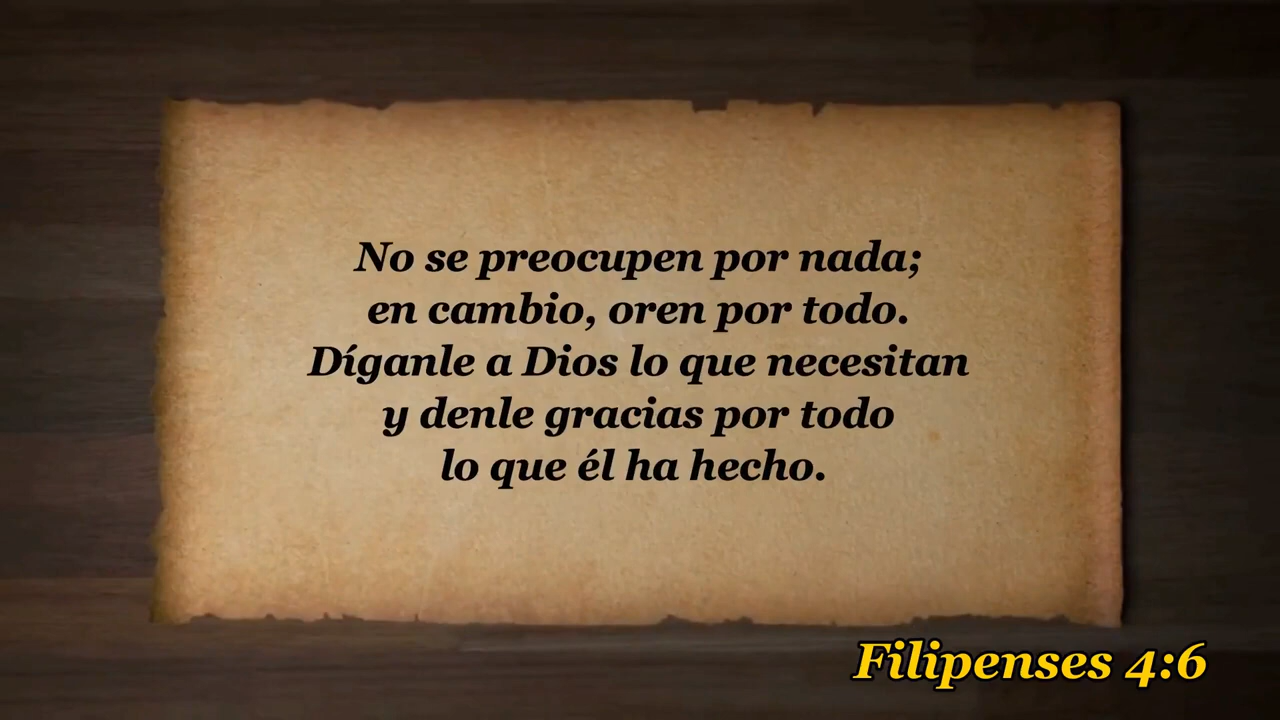 No se preocupen por nada;
en cambio, oren por todo.
Díganle a Dios lo que necesitan
y denle gracias por todo
lo que él ha hecho.
Filipenses 4:6